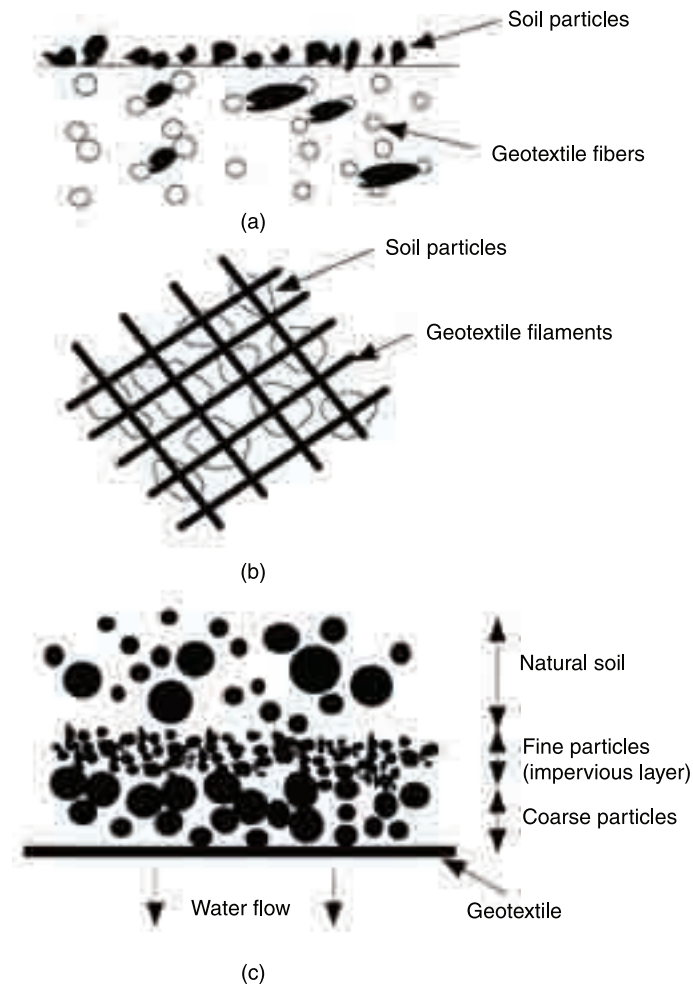 Soil particles
Geotextile fibers
(a)
Soil particles
Geotextile filaments
(b)
Natural soil
Fine particles
(impervious layer)
Coarse particles
Water flow
Geotextile
(c)